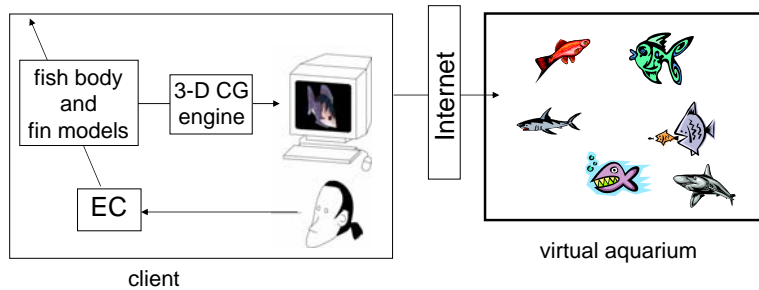 fish body
and
fin models
3-D CG
engine
EC
client
Internet
virtual aquarium